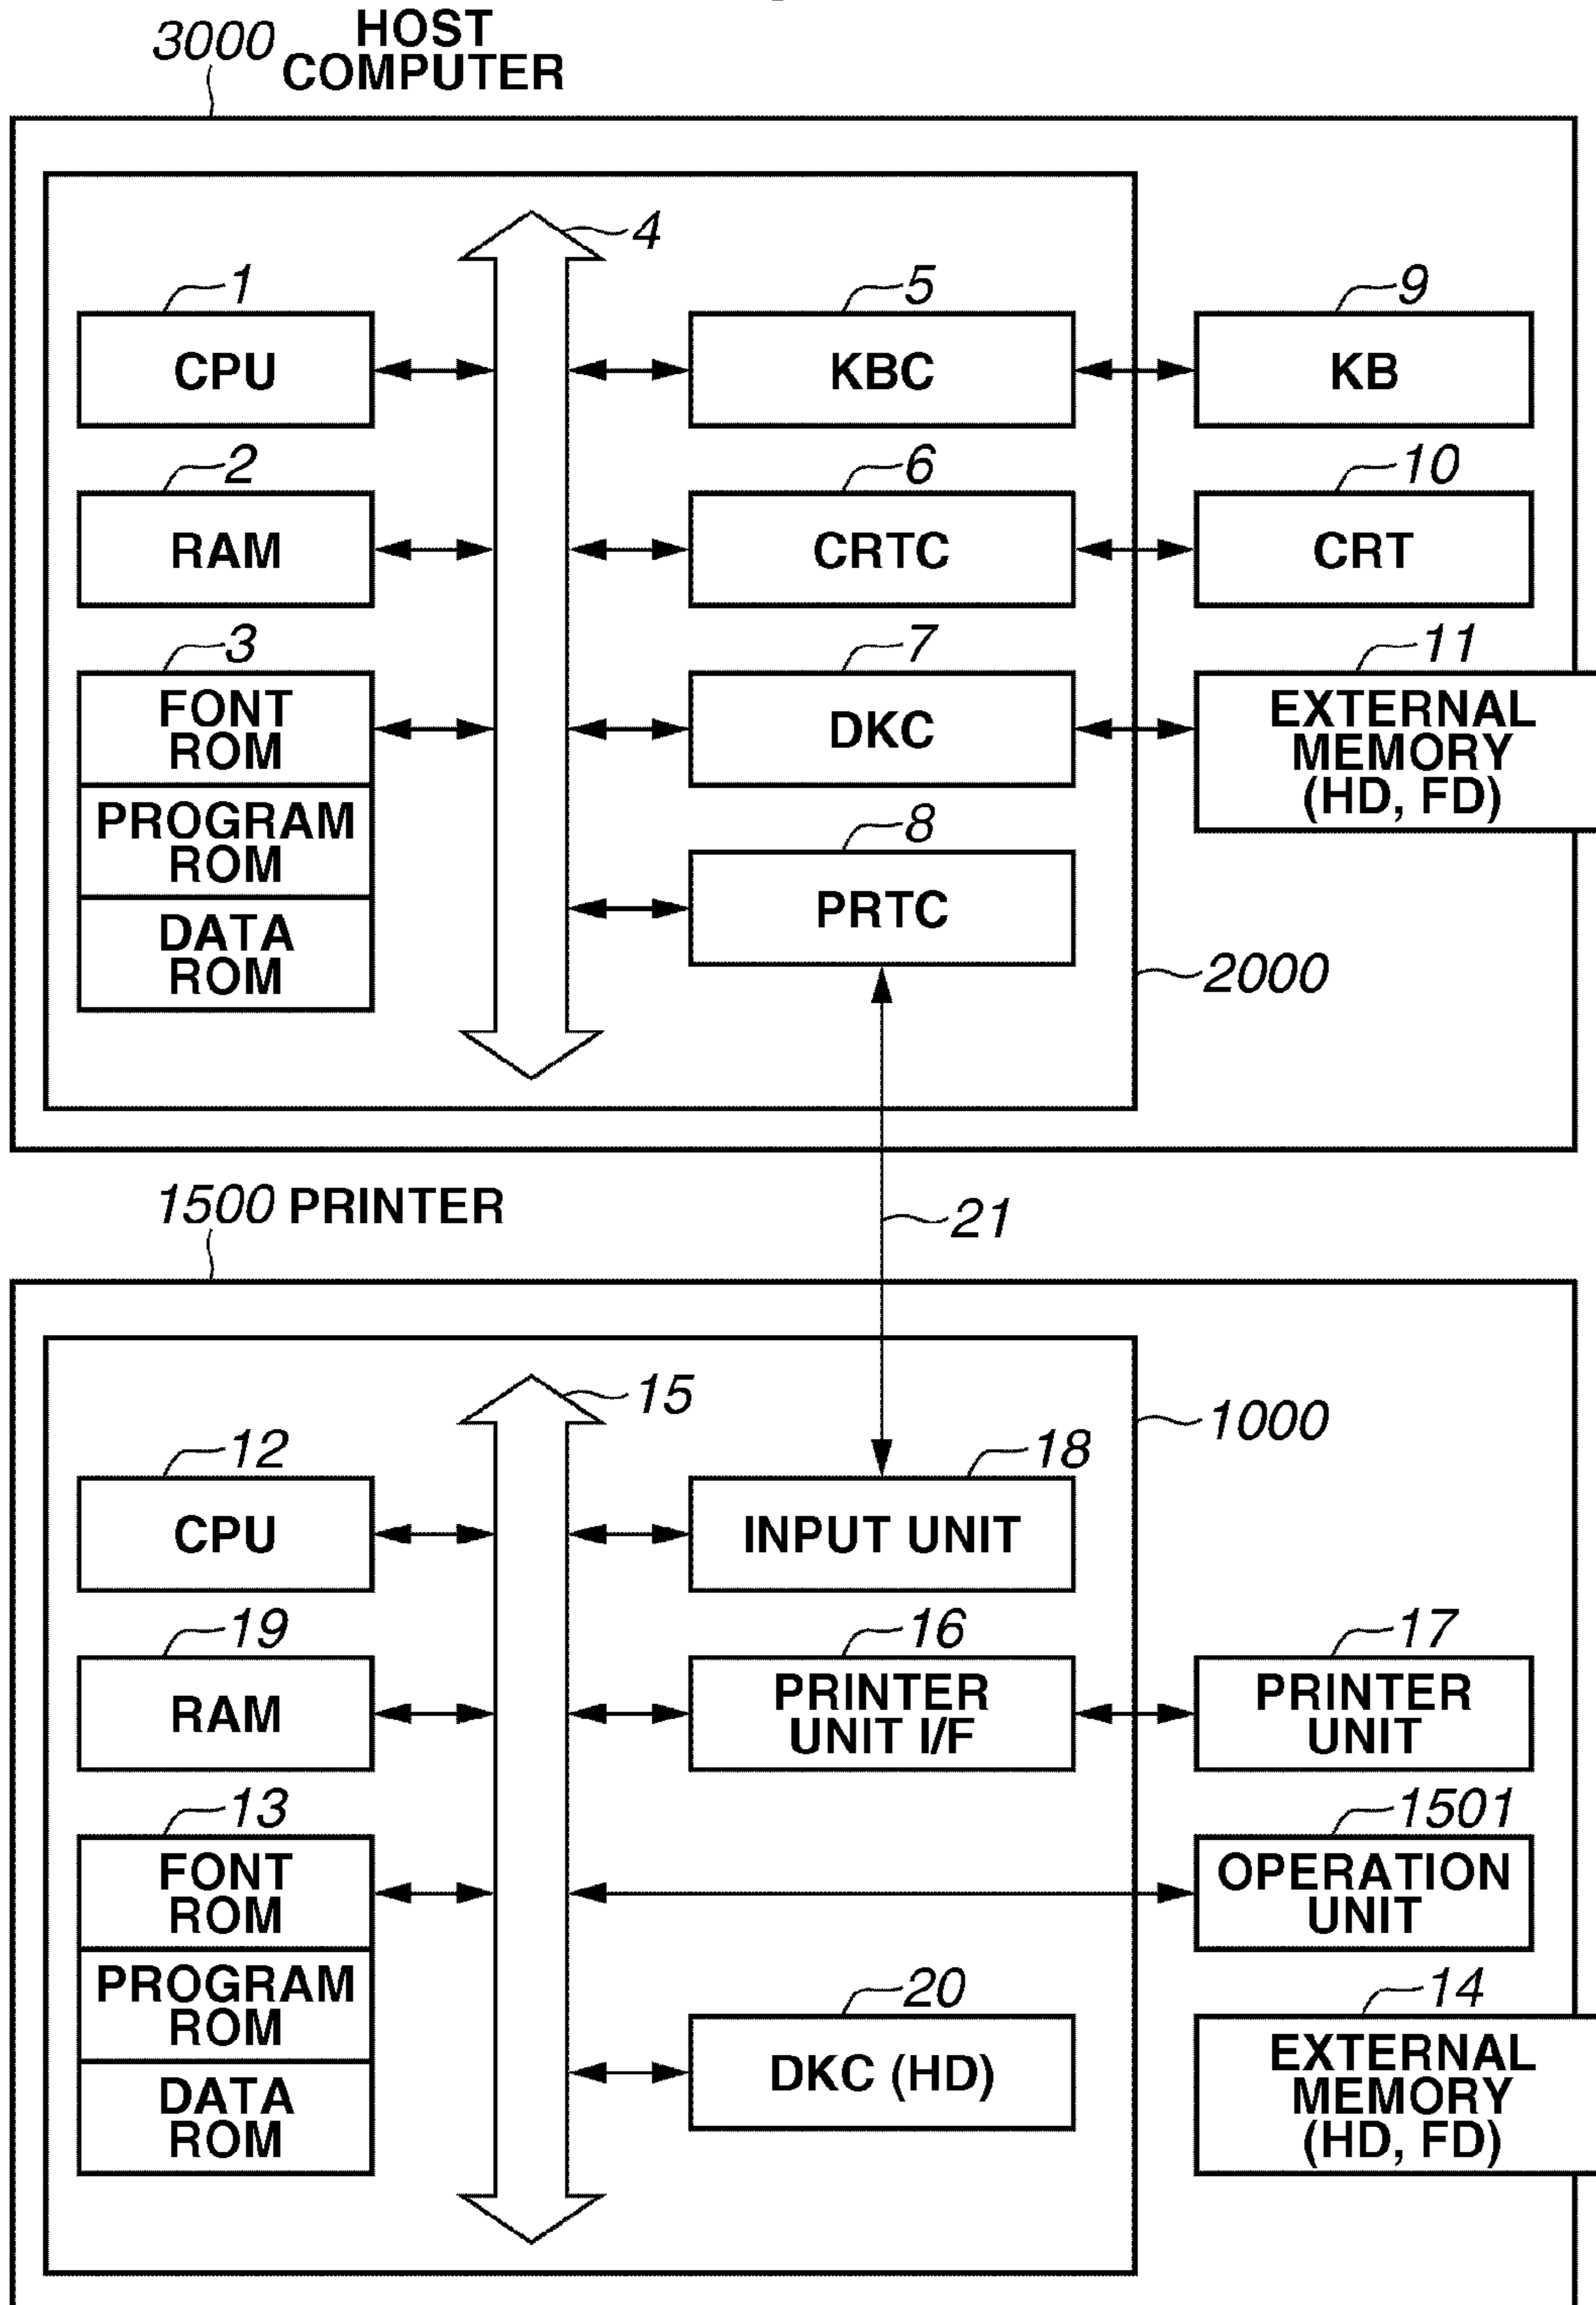 3000 HOST
COMPUTER
4
1
5
9
CPU
KBC
KB
2
6
10
RAM
CRTC
CRT
3
7
11
FONT
ROM
DKC
EXTERNAL
MEMORY
(HD, FD)
PROGRAM
ROM
8
DATA
ROM
PRTC
2000
1500 PRINTER
21
15
1000
12
18
CPU
INPUT UNIT
19
16
17
RAM
PRINTER
UNIT I/F
PRINTER
UNIT
13
1501
FONT
ROM
OPERATION
UNIT
PROGRAM
ROM
20
14
DATA
ROM
DKC (HD)
EXTERNAL
MEMORY
(HD, FD)